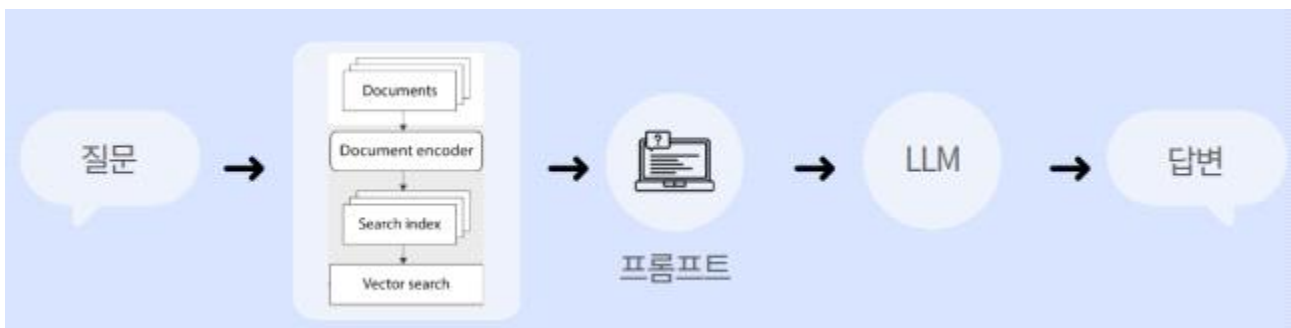 질문
Documents
Document encoder
Search index
Vector search
?
프롬프트
LLM
답변